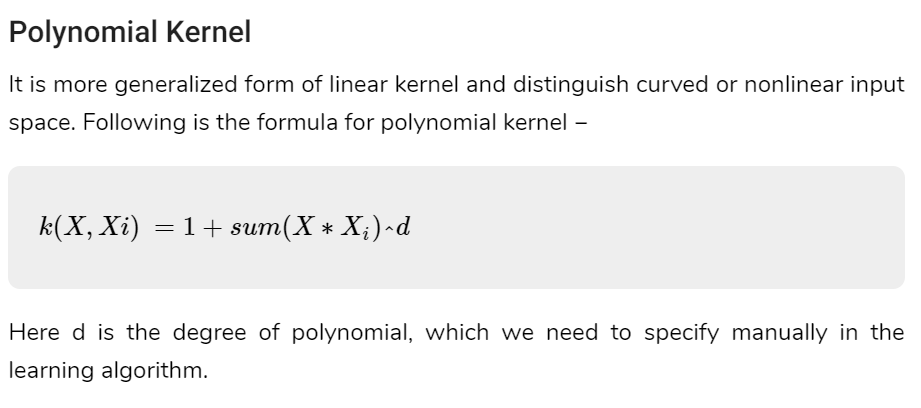 Polynomial Kernel
It is more generalized form of linear kernel and distinguish curved or nonlinear input
space. Following is the formula for polynomial kernel −
k(X, Xi) = 1 + sum(X ∗ X_i)^d
Here d is the degree of polynomial, which we need to specify manually in the
learning algorithm.